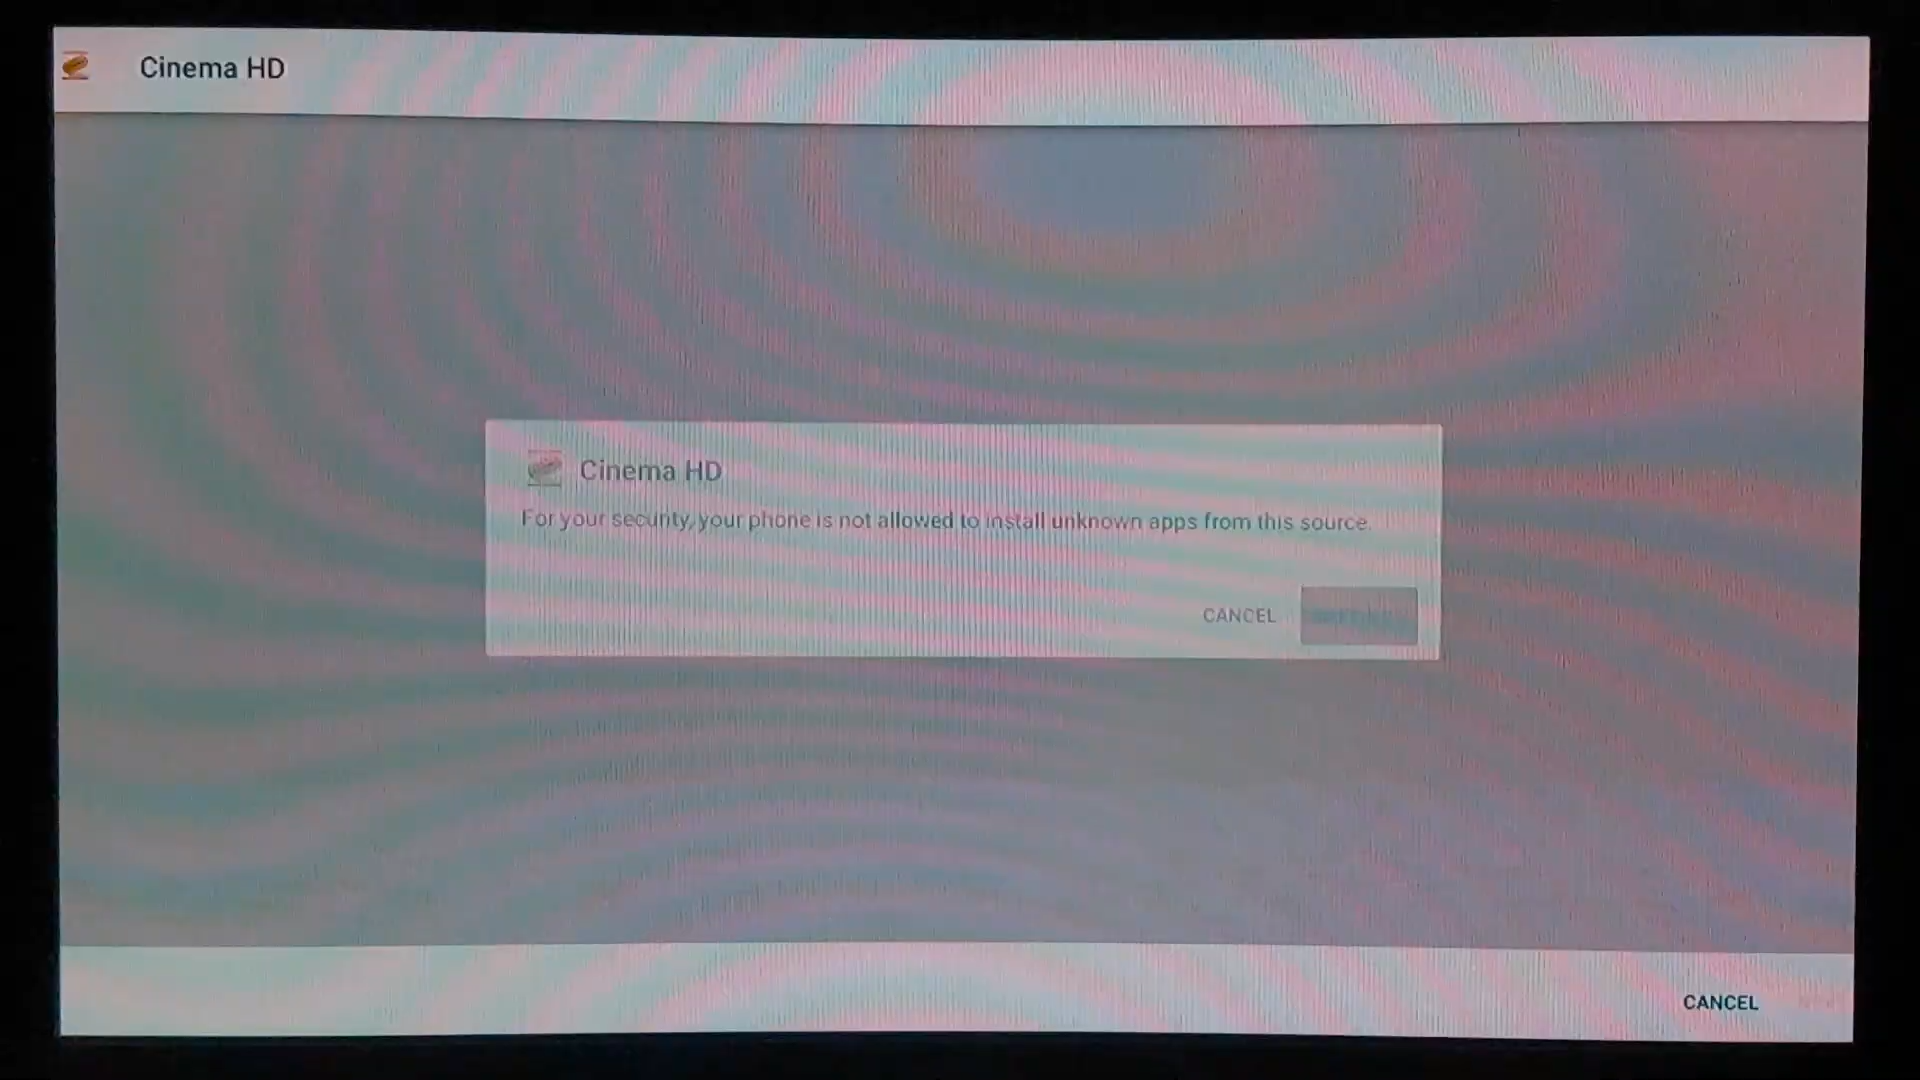 Cinema HD
Cinema HD
For your security, your phone is not allowed to install unknown apps from this source.
CANCEL
CANCEL